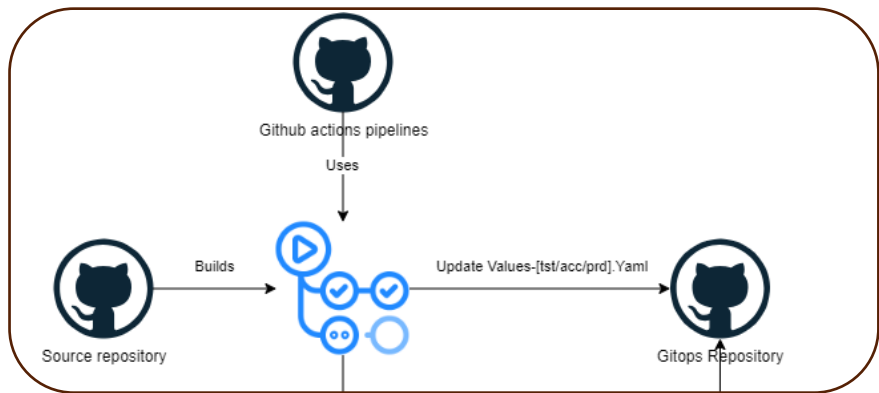 Github actions pipelines
Uses
Builds
Update Values-[tst/acc/prd].Yaml
Source repository
Gitops Repository